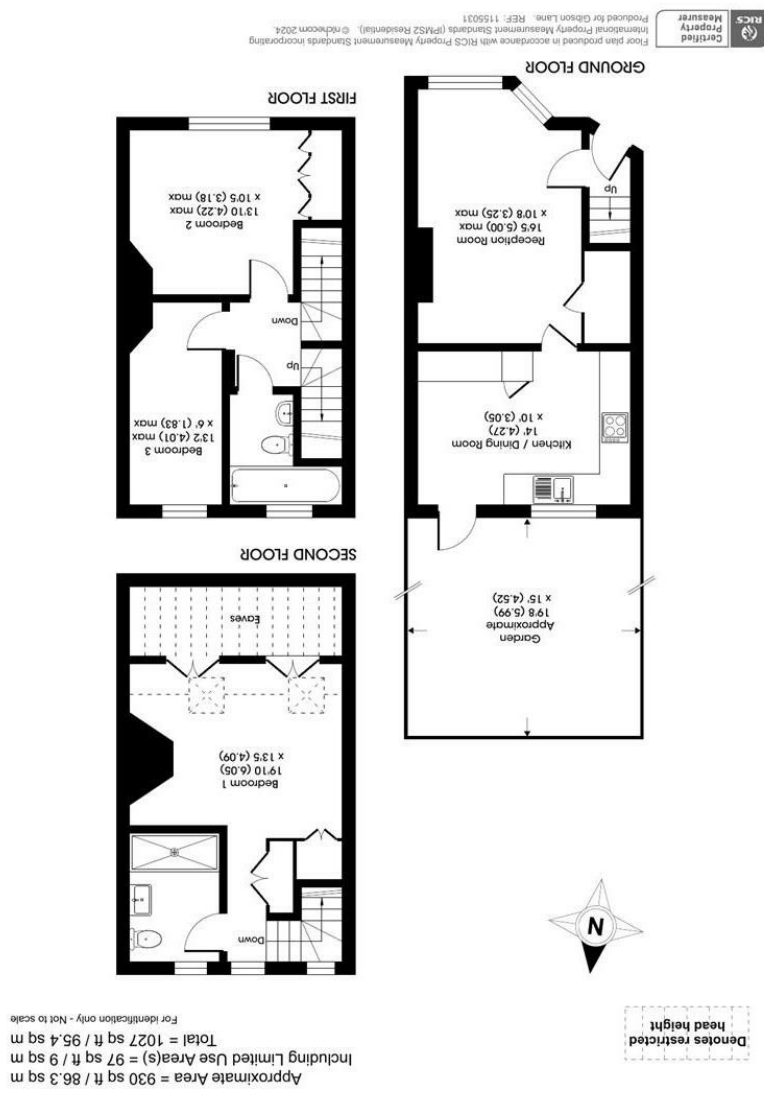 Approximate Area = 930 sq ft / 86.3 sq m
Including Limited Use Area(s) = 97 sq ft / 9 sq m
Total = 1027 sq ft / 95.4 sq m
For identification only - Not to scale
Denotes restricted
head height
N
Down
Bedroom 1
19'10 (6.05)
x 13'5 (4.09)
Eaves
SECOND FLOOR
Garden
Approximate
19'8 (5.99)
x 15' (4.52)
Kitchen / Dining Room
14' (4.27)
x 10' (3.05)
Reception Room
16'5 (5.00) max
x 10'8 (3.25) max
Up
GROUND FLOOR
Bedroom 3
13'2 (4.01) max
x 6' (1.83) max
Up
Down
Bedroom 2
13'10 (4.22) max
x 10'5 (3.18) max
FIRST FLOOR
RICS
Certified
Property
Measurer
Floor plan produced in accordance with RICS Property Measurement Standards incorporating
International Property Measurement Standards (IPMS2 Residential). © nichecom 2024.
Produced for Gibson Lane. REF: 1155031